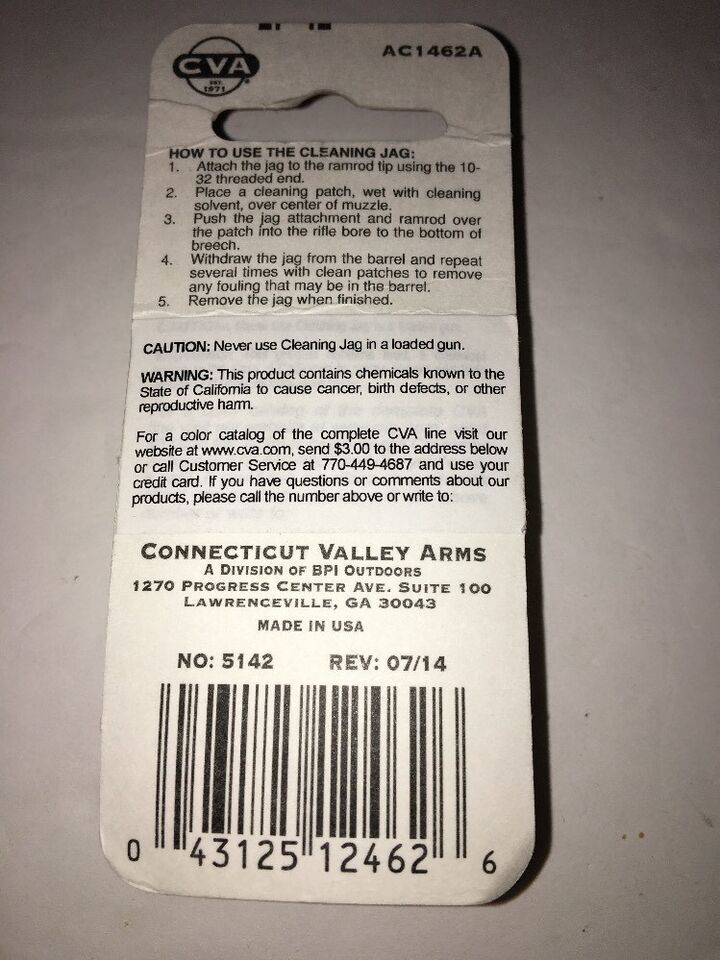 CVA
EST.
1971
AC1462A
HOW TO USE THE CLEANING JAG:
1. Attach the jag to the ramrod tip using the 10-
32 threaded end.
2. Place a cleaning patch, wet with cleaning
solvent, over center of muzzle.
3. Push the jag attachment and ramrod over
the patch into the rifle bore to the bottom of
breech.
4. Withdraw the jag from the barrel and repeat
several times with clean patches to remove
any fouling that may be in the barrel.
5. Remove the jag when finished.
CAUTION: Never use Cleaning Jag in a loaded gun.
WARNING: This product contains chemicals known to the
State of California to cause cancer, birth defects, or other
reproductive harm.
For a color catalog of the complete CVA line visit our
website at www.cva.com, send $3.00 to the address below
or call Customer Service at 770-449-4687 and use your
credit card. If you have questions or comments about our
products, please call the number above or write to:
CONNECTICUT VALLEY ARMS
A DIVISION OF BPI OUTDOORS
1270 PROGRESS CENTER AVE. SUITE 100
LAWRENCEVILLE, GA 30043
MADE IN USA
NO: 5142 REV: 07/14
0 43125 12462 6